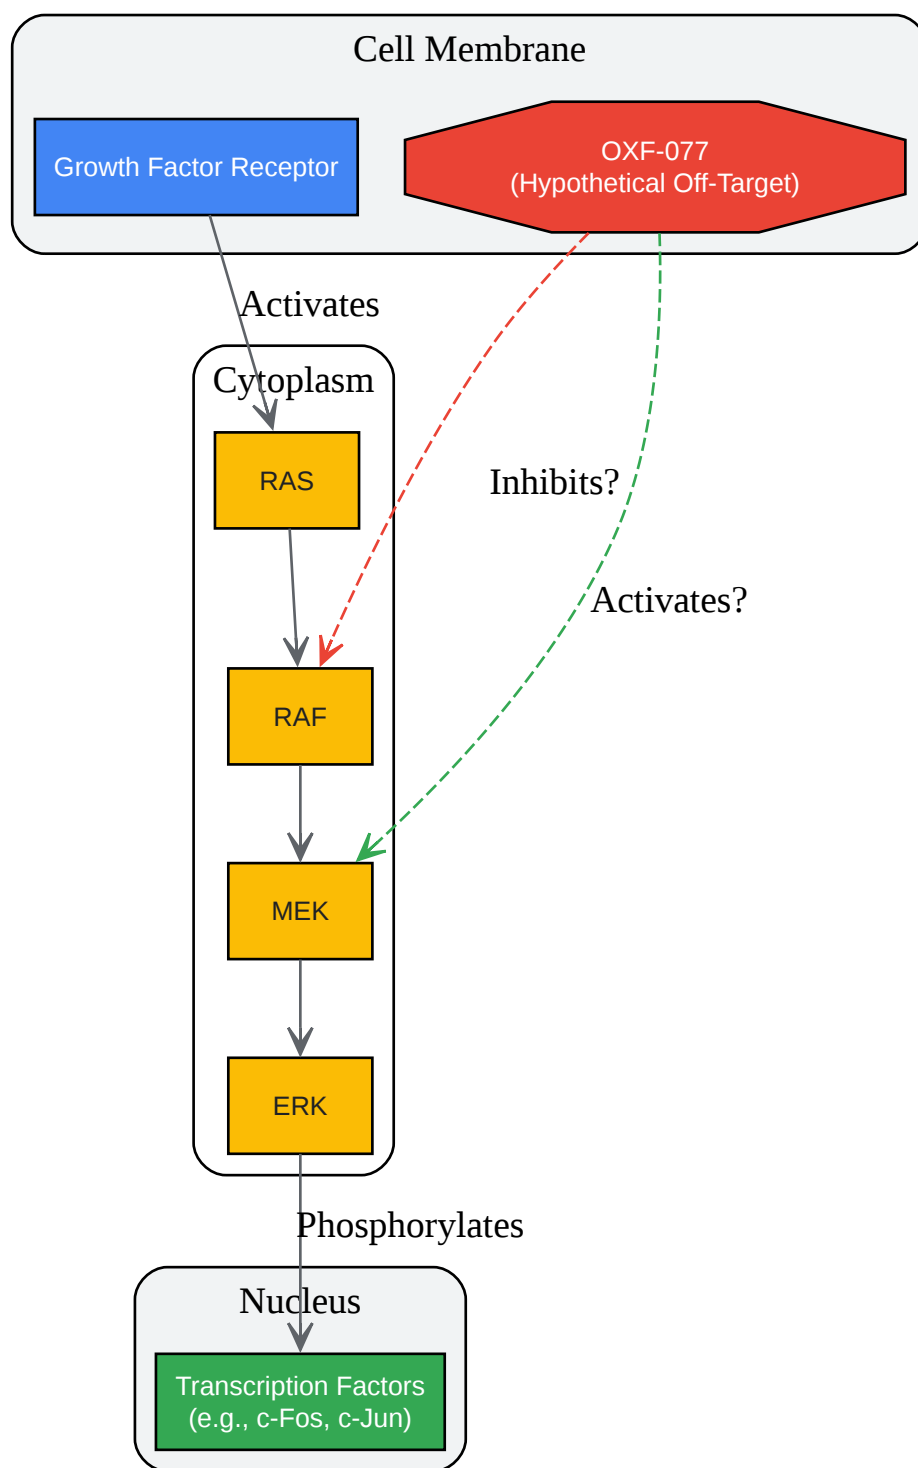 Cell Membrane
Growth Factor Receptor
OXF-077
(Hypothetical Off-Target)
Activates
Cytoplasm
RAS
Inhibits?
Activates?
RAF
MEK
ERK
Phosphorylates
Nucleus
Transcription Factors
(e.g., c-Fos, c-Jun)